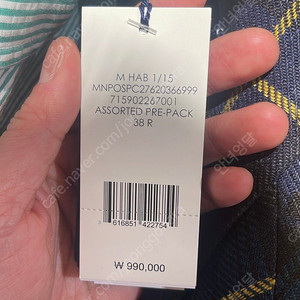 M HAB 1/15
MNPOSPC27620366999
715902267001
ASSORTED PRE-PACK
38 R
616851 422754
₩ 990,000